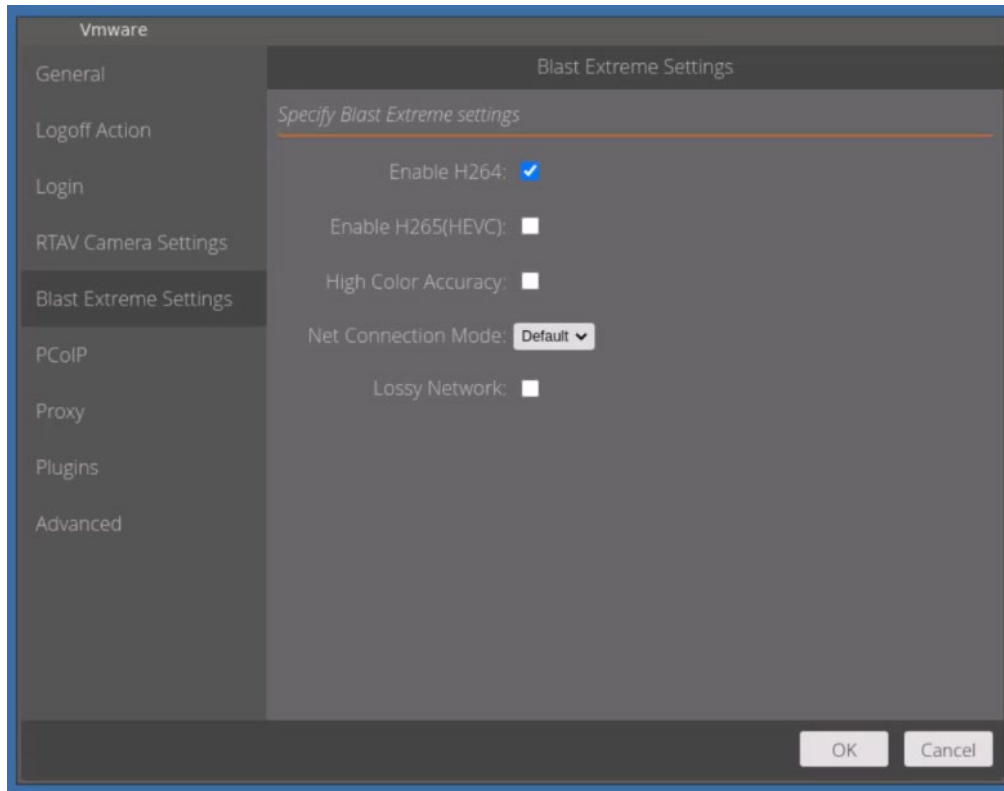 Vmware
General
Logoff Action
Login
RTAV Camera Settings
Blast Extreme Settings
PCoIP
Proxy
Plugins
Advanced
Blast Extreme Settings
Specify Blast Extreme settings
Enable H264:
Enable H265(HEVC):
High Color Accuracy:
Net Connection Mode: Default
Lossy Network:
OK Cancel